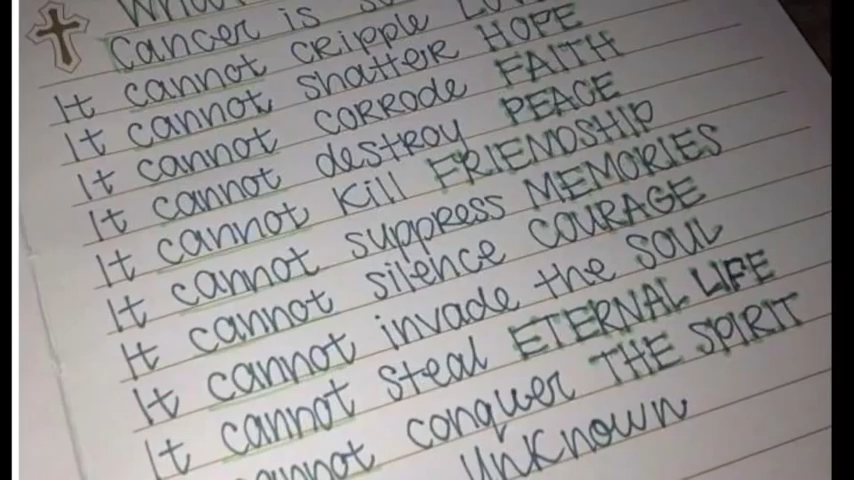 Cancer is
It cannot cripple
It cannot shatter HOPE
It cannot corrode FAITH
It cannot destroy PEACE
It cannot kill FRIENDSHIP
It cannot suppress MEMORIES
It cannot silence COURAGE
It cannot invade the SOUL
It cannot steal ETERNAL LIFE
cannot conquer THE SPIRIT
Unknown